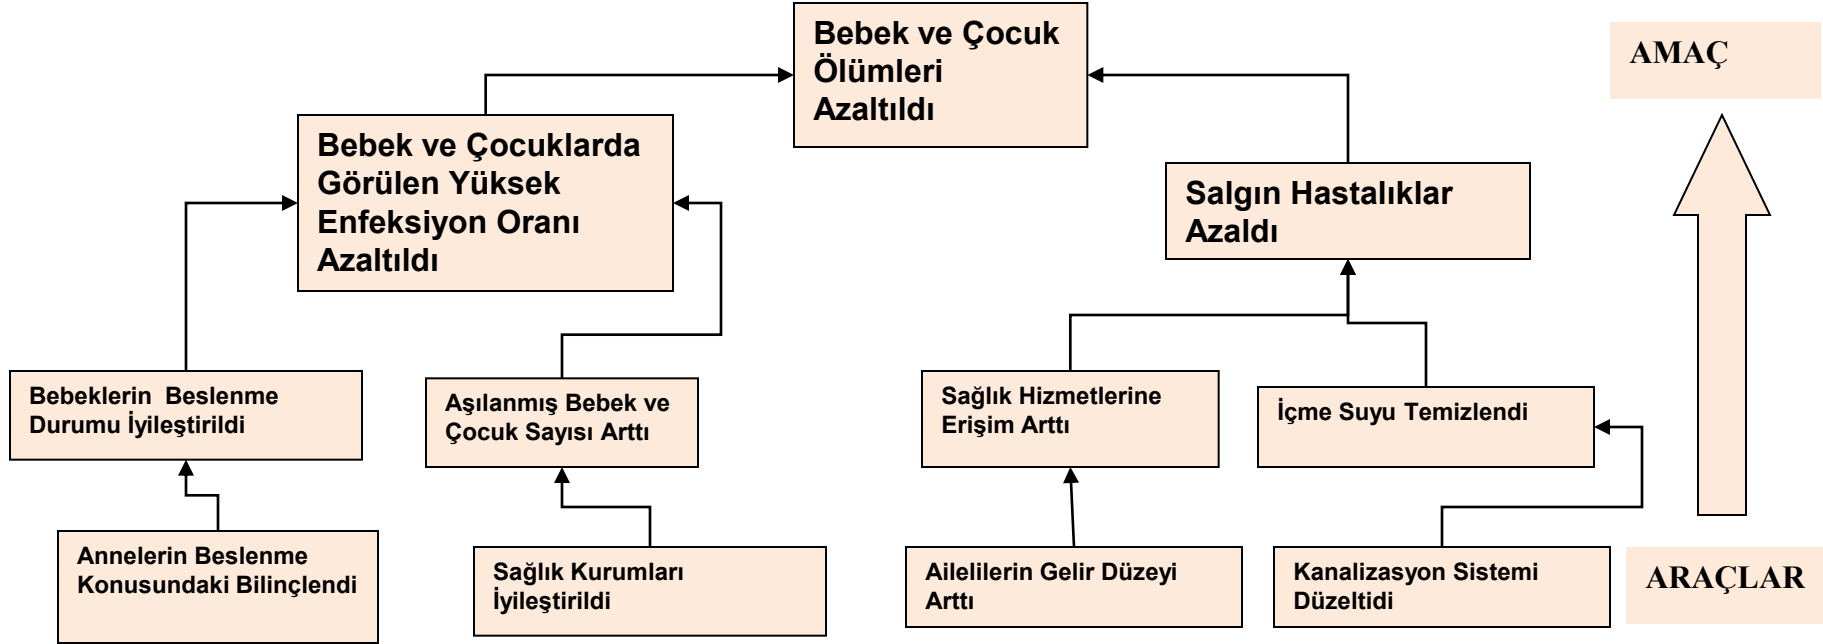 Bebek ve Çocuk
Ölümleri
Azaltıldı
AMAÇ
Bebek ve Çocuklarda
Görülen Yüksek
Enfeksiyon Oranı
Azaltıldı
Salgın Hastalıklar
Azaldı
Bebeklerin Beslenme
Durumu İyileştirildi
Aşılanmış Bebek ve
Çocuk Sayısı Arttı
Sağlık Hizmetlerine
Erişim Arttı
İçme Suyu Temizlendi
Annelerin Beslenme
Konusundaki Bilinçlendi
Sağlık Kurumları
İyileştirildi
Ailelilerin Gelir Düzeyi
Arttı
Kanalizasyon Sistemi
Düzeltidi
ARAÇLAR